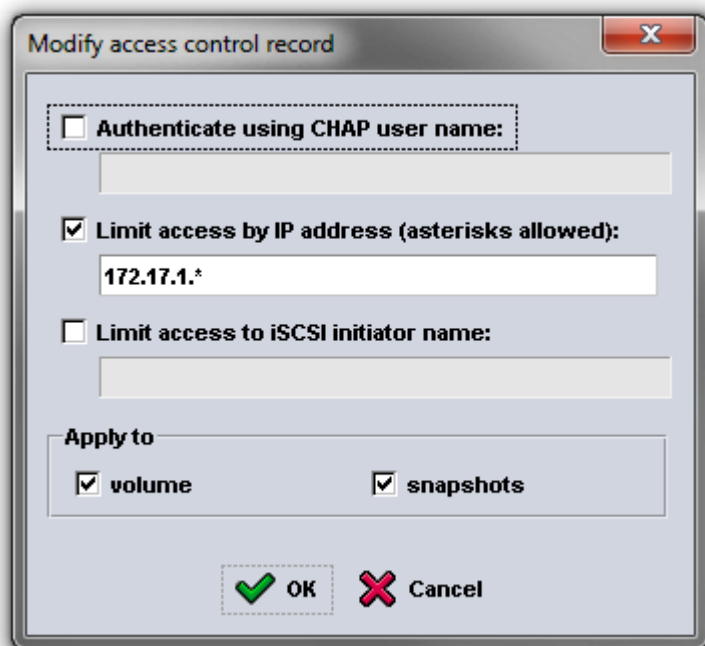 Modify access control record
Authenticate using CHAP user name:
Limit access by IP address (asterisks allowed):
172.17.1.*
Limit access to iSCSI initiator name:
Apply to
volume snapshots
OK Cancel